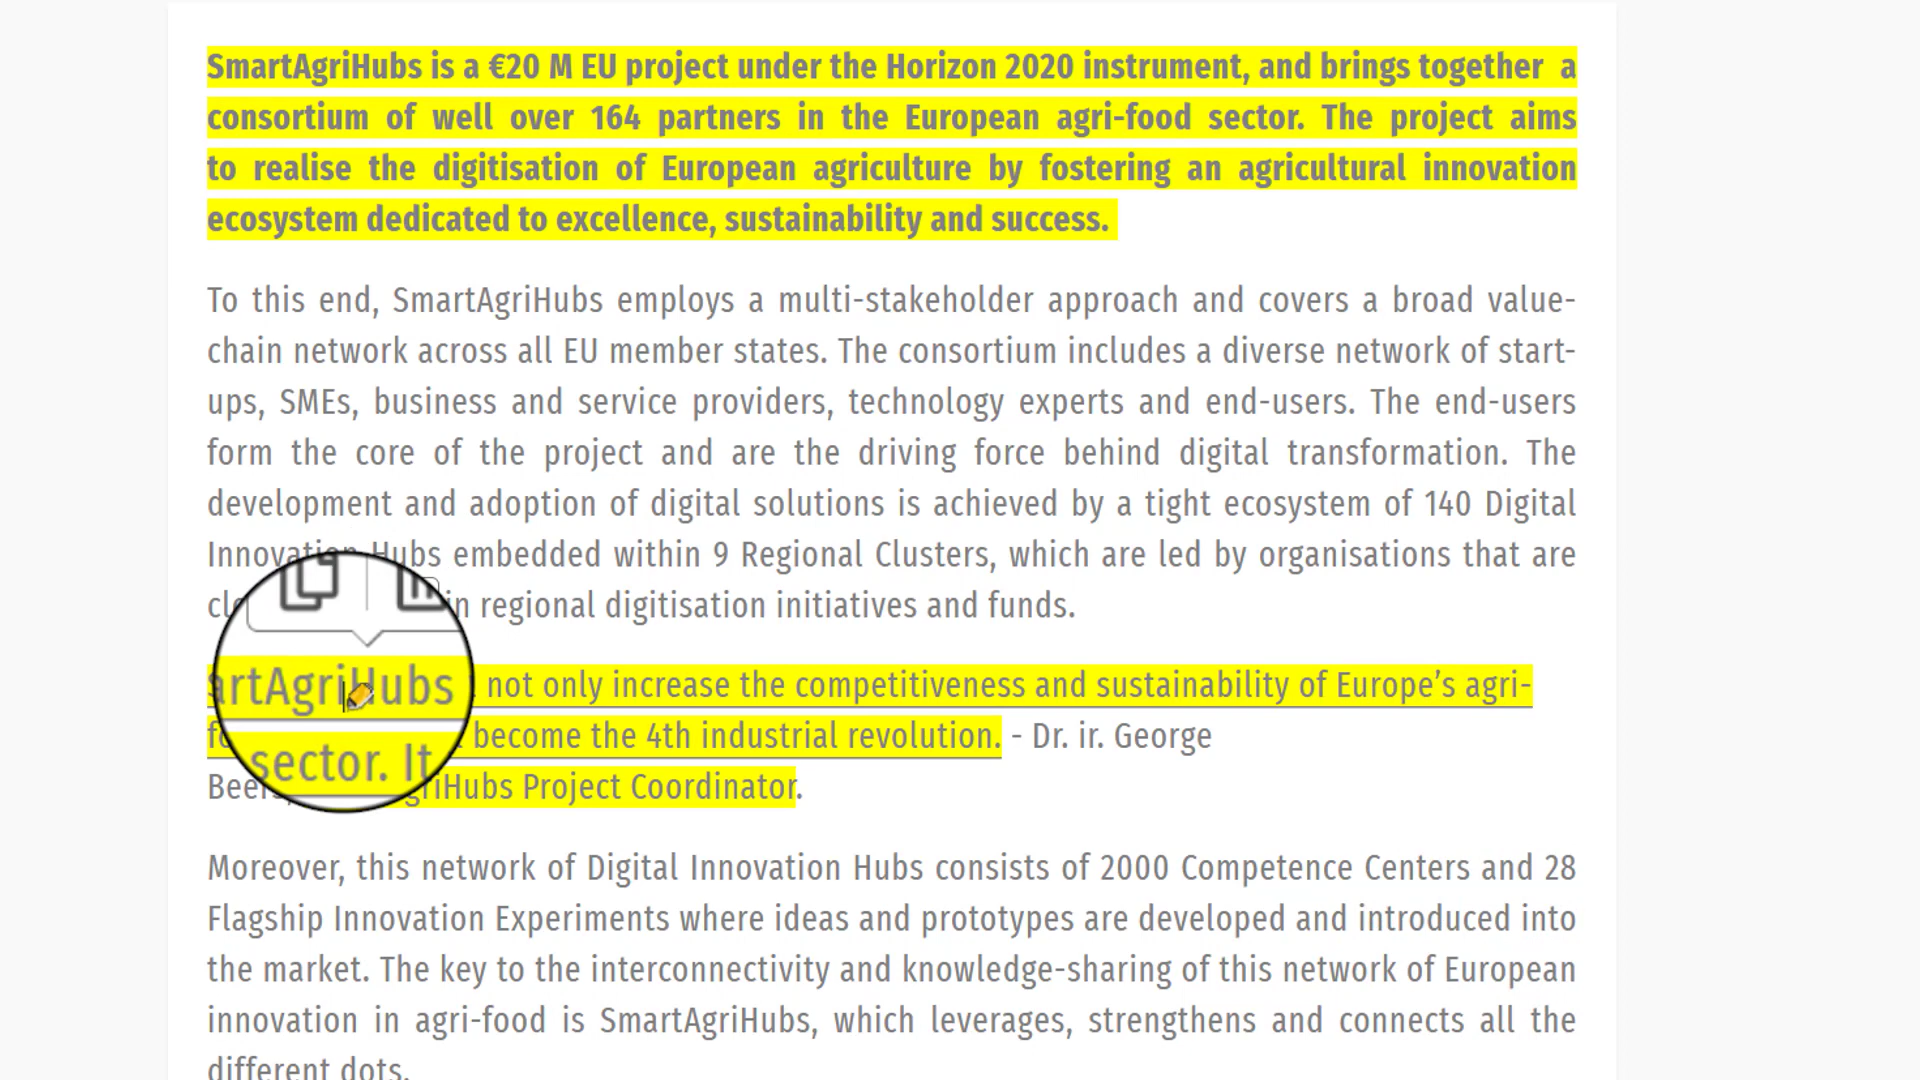 SmartAgriHubs is a €20 M EU project under the Horizon 2020 instrument, and brings together a
consortium of well over 164 partners in the European agri-food sector. The project aims
to realise the digitisation of European agriculture by fostering an agricultural innovation
ecosystem dedicated to excellence, sustainability and success.
To this end, SmartAgriHubs employs a multi-stakeholder approach and covers a broad value-
chain network across all EU member states. The consortium includes a diverse network of start-
ups, SMEs, business and service providers, technology experts and end-users. The end-users
form the core of the project and are the driving force behind digital transformation. The
development and adoption of digital solutions is achieved by a tight ecosystem of 140 Digital
Innovation Hubs embedded within 9 Regional Clusters, which are led by organisations that are
in regional digitisation initiatives and funds.
artAgriHubs not only increase the competitiveness and sustainability of Europe’s agri-
sector. It become the 4th industrial revolution. - Dr. ir. George
Beers, griHubs Project Coordinator.
Moreover, this network of Digital Innovation Hubs consists of 2000 Competence Centers and 28
Flagship Innovation Experiments where ideas and prototypes are developed and introduced into
the market. The key to the interconnectivity and knowledge-sharing of this network of European
innovation in agri-food is SmartAgriHubs, which leverages, strengthens and connects all the
different dots.